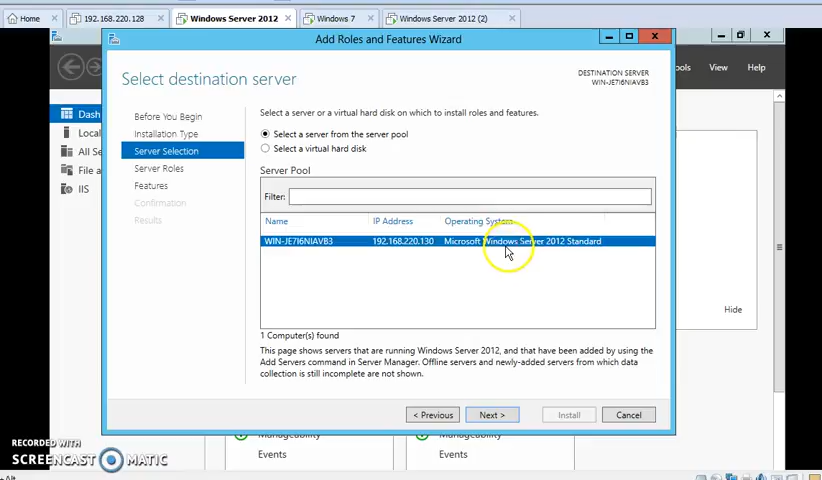 Home
192.168.220.128
Windows Server 2012
Windows 7
Windows Server 2012 (2)
Add Roles and Features Wizard
Select destination server
DESTINATION SERVER
WIN-JE7I6NIAVB3
ools
View
Help
Dash
Local
All Se
File a
IIS
Before You Begin
Installation Type
Server Selection
Server Roles
Features
Confirmation
Results
Select a server or a virtual hard disk on which to install roles and features.
Select a server from the server pool
Select a virtual hard disk
Server Pool
Filter:
Name IP Address Operating System
WIN-JE7I6NIAVB3 192.168.220.130 Microsoft Windows Server 2012 Standard
1 Computer(s) found
This page shows servers that are running Windows Server 2012, and that have been added by using the
Add Servers command in Server Manager. Offline servers and newly-added servers from which data
collection is still incomplete are not shown.
Hide
< Previous
Next >
Install
Cancel
Manageability
Manageability
Events
Events
RECORDED WITH
SCREENCAST MATIC
+Alt.